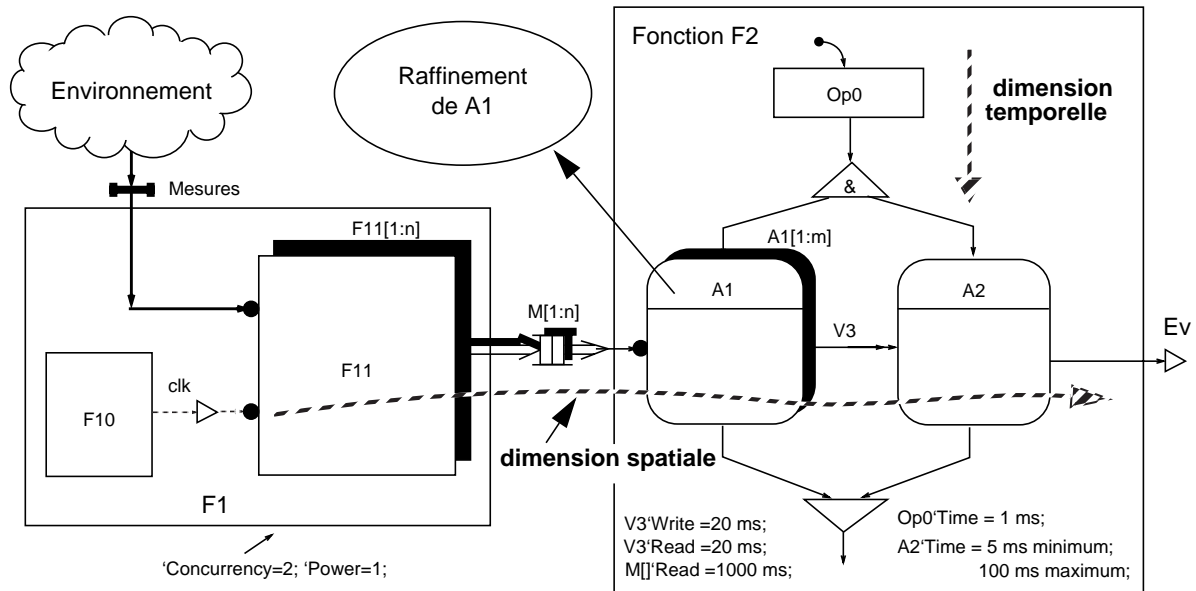 Environnement
Mesures
F11[1:n]
F11
F10
clk
F1
‘Concurrency=2; ‘Power=1;
Raffinement
de A1
M[1:n]
dimension spatiale
Fonction F2
Op0
dimension
temporelle
&
A1[1:m]
A1
A2
V3
Ev
V3‘Write =20 ms;
V3‘Read =20 ms;
M[]‘Read =1000 ms;
Op0‘Time = 1 ms;
A2‘Time = 5 ms minimum;
100 ms maximum;